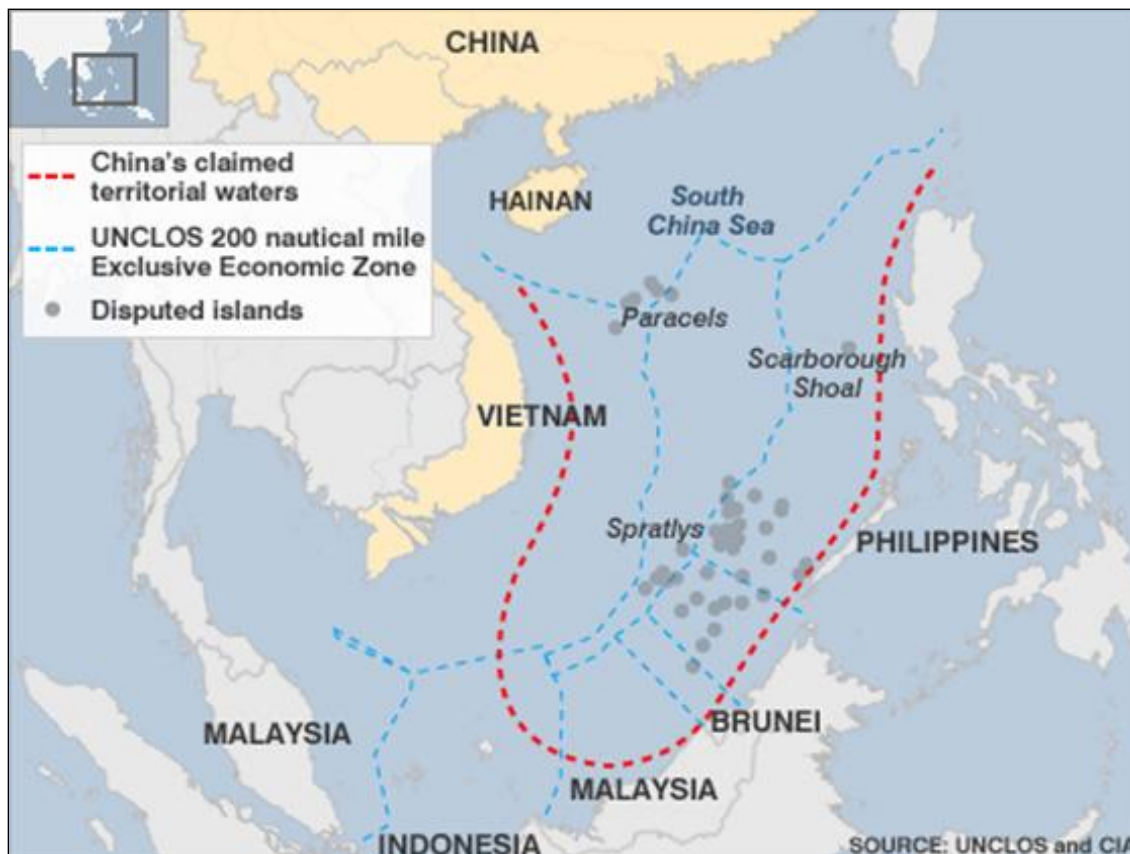 CHINA
China's claimed
territorial waters
UNCLOS 200 nautical mile
Exclusive Economic Zone
Disputed islands
HAINAN
South
China Sea
Paracels
Scarborough
Shoal
VIETNAM
Spratlys
PHILIPPINES
MALAYSIA
BRUNEI
MALAYSIA
INDONESIA
SOURCE: UNCLOS and CIA